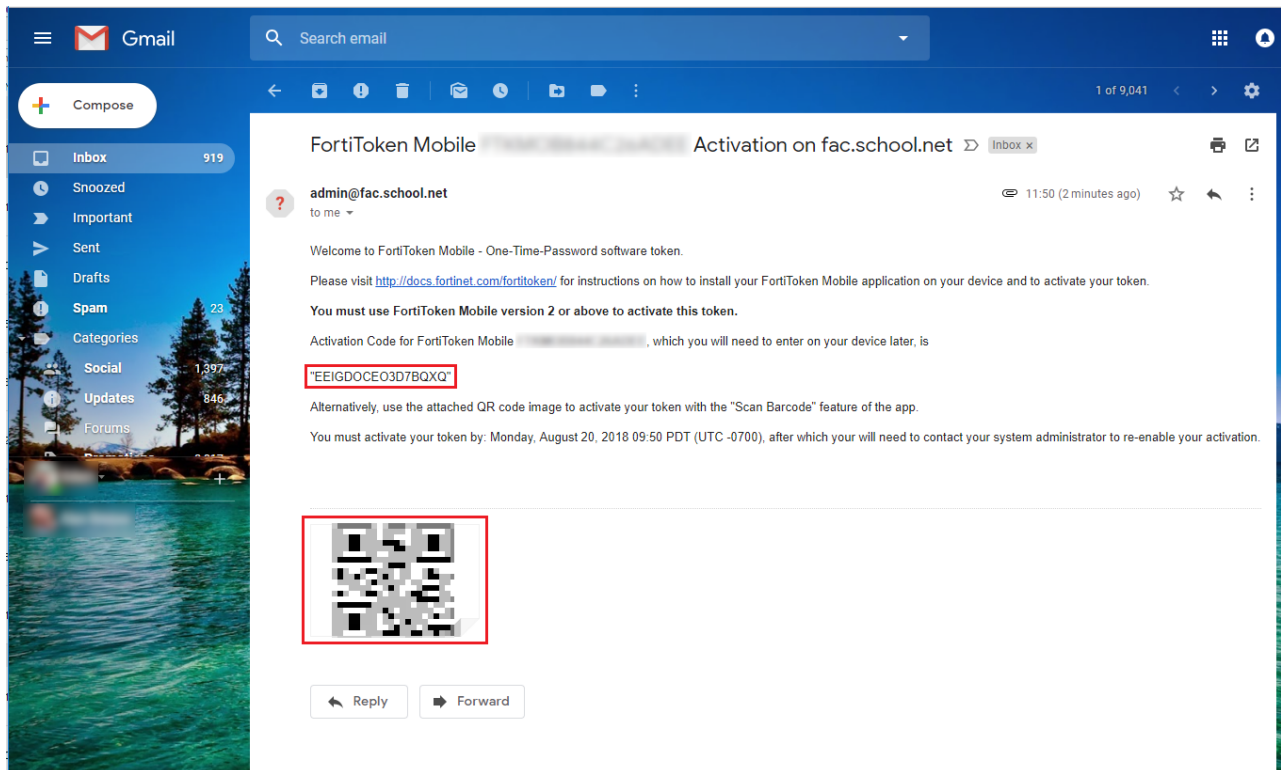 Gmail
Search email
Compose
1 of 9,041
Inbox 919
Snoozed
Important
Sent
Drafts
Spam 23
Categories
Social 1,397
Updates 846
Forums
FortiToken Mobile Activation on fac.school.net Inbox x
admin@fac.school.net 11:50 (2 minutes ago)
to me
Welcome to FortiToken Mobile - One-Time-Password software token.
Please visit http://docs.fortinet.com/fortitoken/ for instructions on how to install your FortiToken Mobile application on your device and to activate your token.
You must use FortiToken Mobile version 2 or above to activate this token.
Activation Code for FortiToken Mobile , which you will need to enter on your device later, is
"EEIGDOCEO3D7BQXQ"
Alternatively, use the attached QR code image to activate your token with the "Scan Barcode" feature of the app.
You must activate your token by: Monday, August 20, 2018 09:50 PDT (UTC -0700), after which your will need to contact your system administrator to re-enable your activation.
Reply
Forward